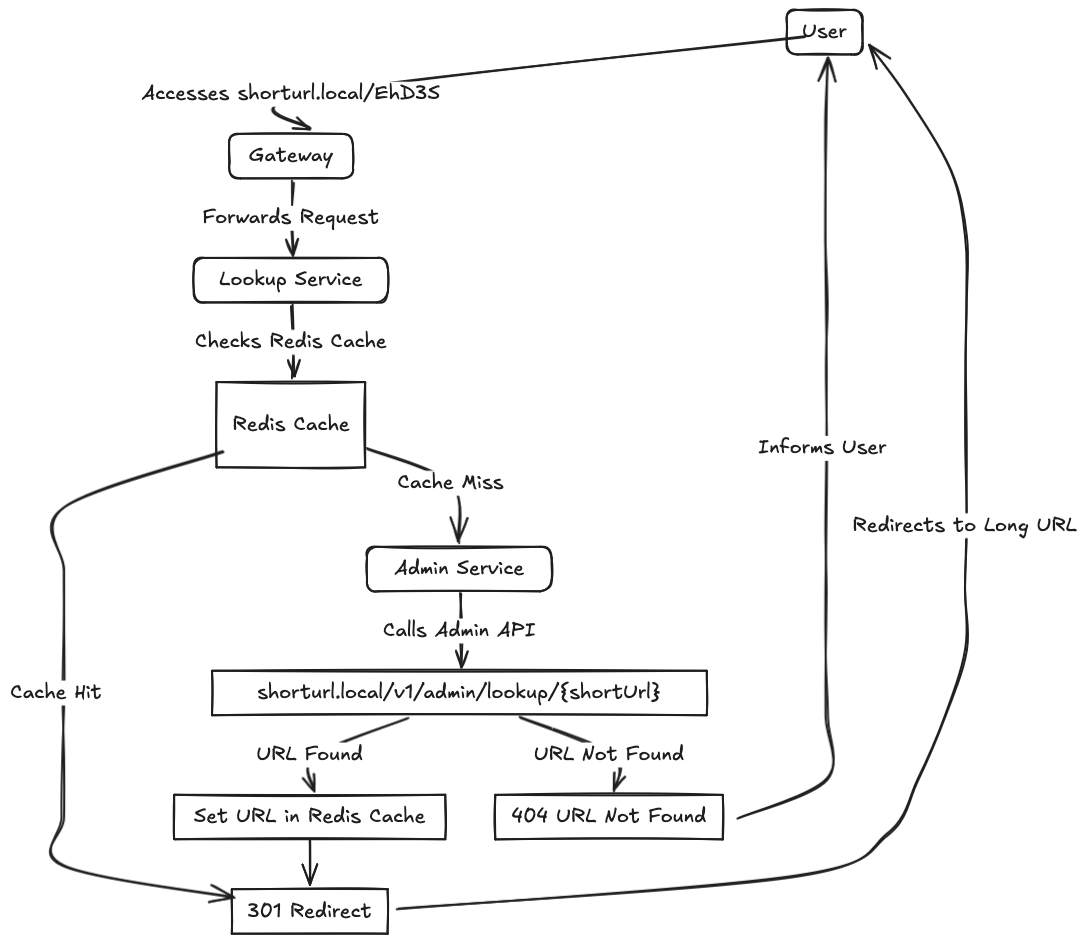 User
Accesses shorturl.local/EhD3S
Gateway
Forwards Request
Lookup Service
Checks Redis Cache
Redis Cache
Informs User
Cache Miss
Redirects to Long URL
Admin Service
Calls Admin API
Cache Hit
shorturl.local/v1/admin/lookup/{shortUrl}
URL Found
URL Not Found
Set URL in Redis Cache
404 URL Not Found
301 Redirect